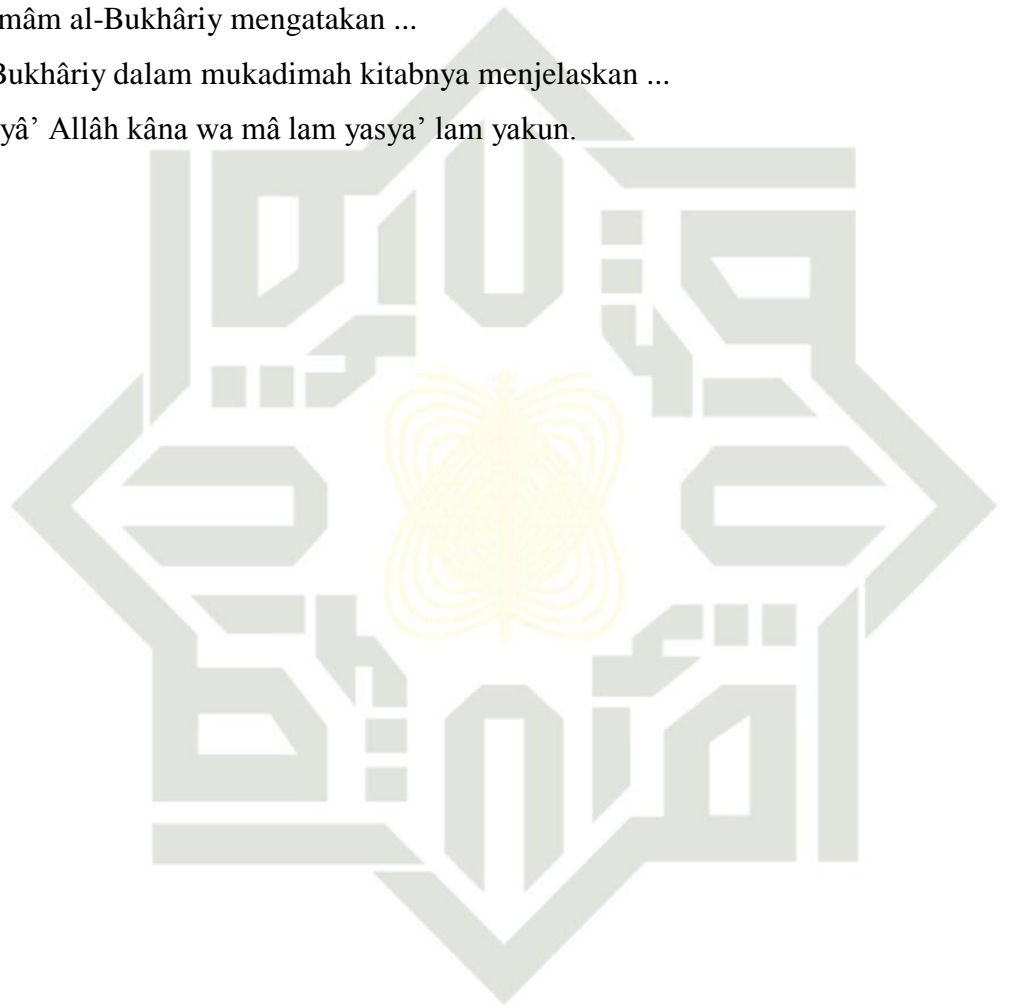 mâm al-Bukhâriy mengatakan ...
Bukhâriy dalam mukadimah kitabnya menjelaskan ...
yâ’ Allâh kâna wa mâ lam yasya’ lam yakun.